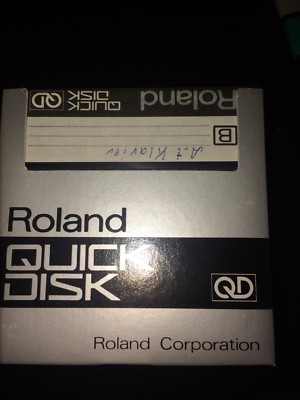 Roland
QUICK
DISK
QD
B
A-t Klavier
Roland
QUICK
DISK
QD
Roland Corporation